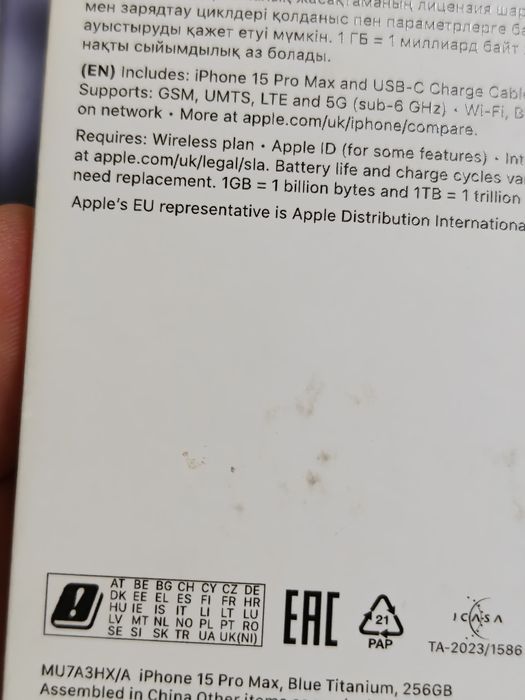 мен зарядтау циклдері қолданыс пен параметрлерге ба
ауыстыруды қажет етуі мүмкін. 1 ГБ = 1 миллиард байт
нақты сыйымдылық аз болады.
(EN) Includes: iPhone 15 Pro Max and USB-C Charge Cable
Supports: GSM, UMTS, LTE and 5G (sub-6 GHz) • Wi-Fi, B
on network • More at apple.com/uk/iphone/compare.
Requires: Wireless plan • Apple ID (for some features) • Int
at apple.com/uk/legal/sla. Battery life and charge cycles va
need replacement. 1GB = 1 billion bytes and 1TB = 1 trillion
Apple's EU representative is Apple Distribution Internationa
AT BE BG CH CY CZ DE
DK EE EL ES FI FR HR
HU IE IS IT LI LT LU
LV MT NL NO PL PT RO
SE SI SK TR UA UK(NI)
EAC
21
PAP
ICASA
TA-2023/1586
MU7A3HX/A iPhone 15 Pro Max, Blue Titanium, 256GB
Assembled in China Other items